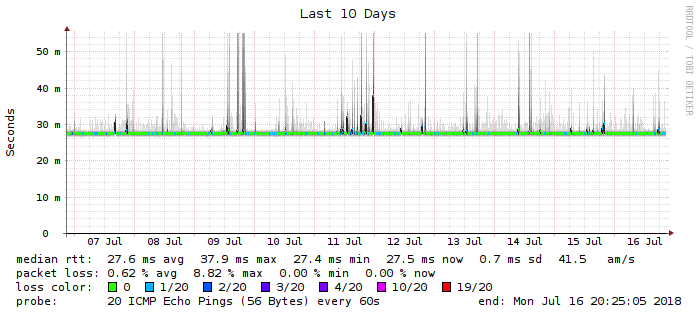 Last 10 Days
RRDTOOL / TOBI OETIKER
Seconds
50 m
40 m
30 m
20 m
10 m
0
07 Jul 08 Jul 09 Jul 10 Jul 11 Jul 12 Jul 13 Jul 14 Jul 15 Jul 16 Jul
median rtt: 27.6 ms avg 37.9 ms max 27.4 ms min 27.5 ms now 0.7 ms sd 41.5 am/s
packet loss: 0.62 % avg 8.82 % max 0.00 % min 0.00 % now
loss color: 0 1/20 2/20 3/20 4/20 10/20 19/20
probe: 20 ICMP Echo Pings (56 Bytes) every 60s end: Mon Jul 16 20:25:05 2018